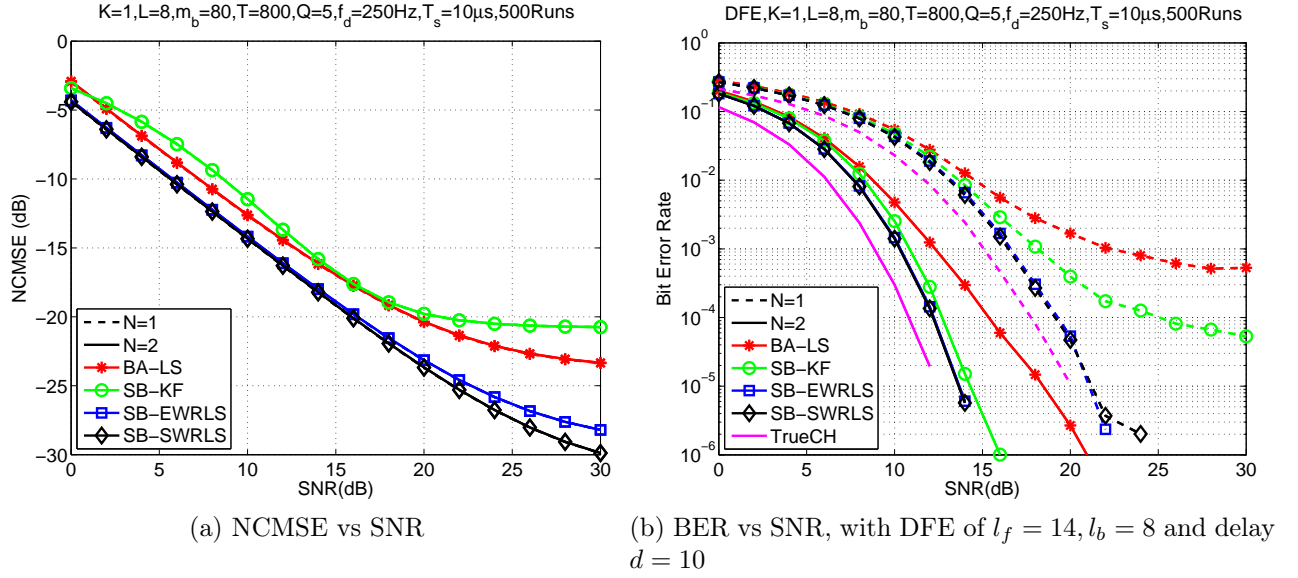 K=1,L=8,m_b=80,T=800,Q=5,f_d=250Hz,T_s=10μs,500Runs
0
−5
−10
−15
−20
−25
−30
NCMSE (dB)
N=1
N=2
BA−LS
SB−KF
SB−EWRLS
SB−SWRLS
0 5 10 15 20 25 30
SNR(dB)
(a) NCMSE vs SNR
DFE,K=1,L=8,m_b=80,T=800,Q=5,f_d=250Hz,T_s=10μs,500Runs
10^0
10^−1
10^−2
10^−3
10^−4
10^−5
10^−6
Bit Error Rate
N=1
N=2
BA−LS
SB−KF
SB−EWRLS
SB−SWRLS
TrueCH
0 5 10 15 20 25 30
SNR(dB)
(b) BER vs SNR, with DFE of l_f = 14, l_b = 8 and delay
d = 10